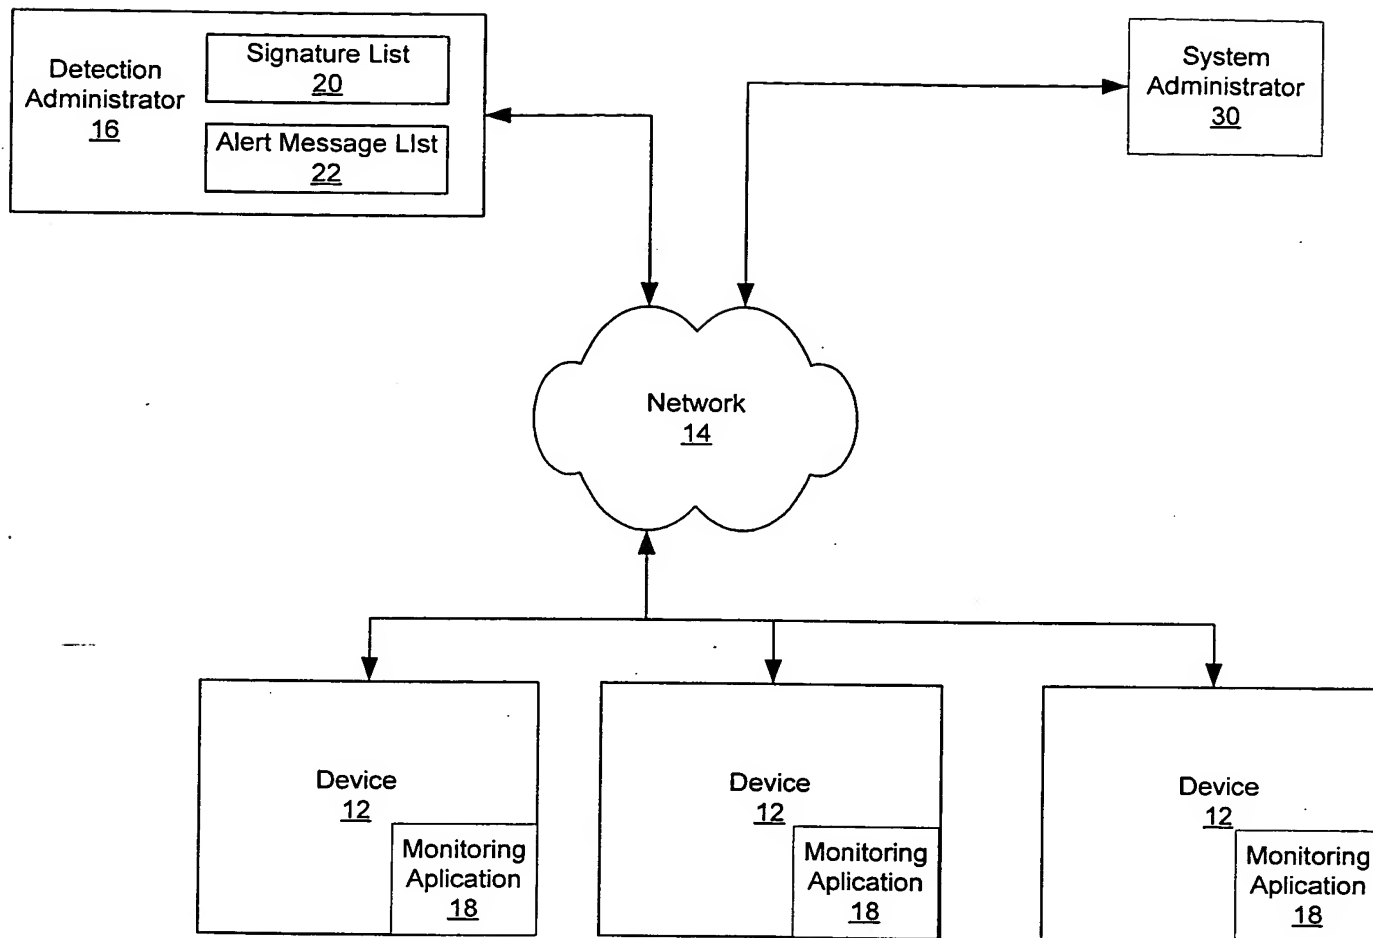 Detection
Administrator
16
Signature List
20
Alert Message LIst
22
System
Administrator
30
Network
14
Device
12
Monitoring
Aplication
18
Device
12
Monitoring
Aplication
18
Device
12
Monitoring
Aplication
18